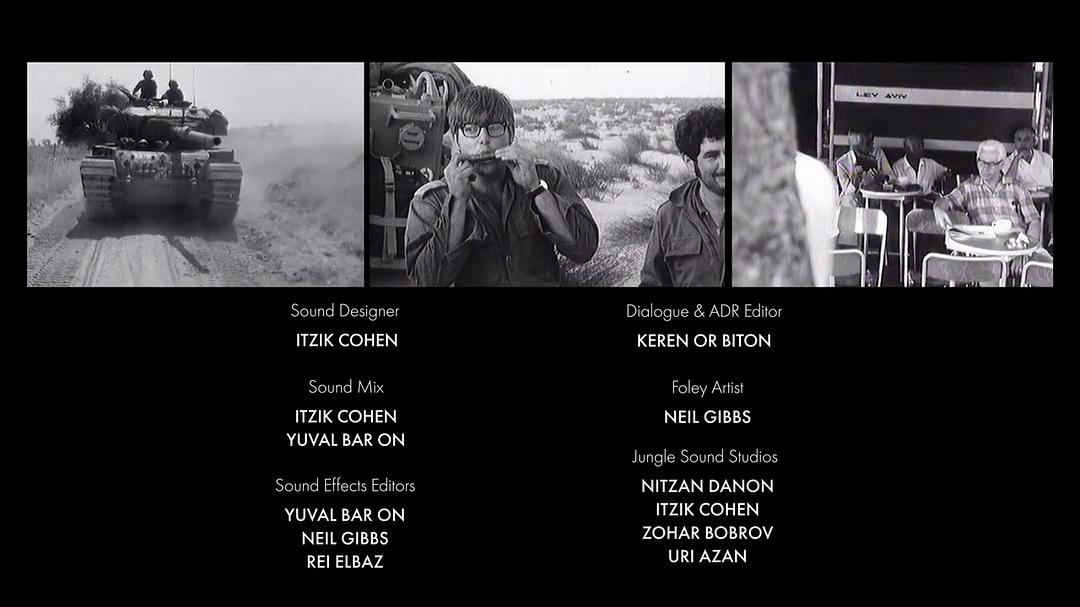 LEV AVIV
Sound Designer
ITZIK COHEN
Sound Mix
ITZIK COHEN
YUVAL BAR ON
Sound Effects Editors
YUVAL BAR ON
NEIL GIBBS
REI ELBAZ
Dialogue & ADR Editor
KEREN OR BITON
Foley Artist
NEIL GIBBS
Jungle Sound Studios
NITZAN DANON
ITZIK COHEN
ZOHAR BOBROV
URI AZAN